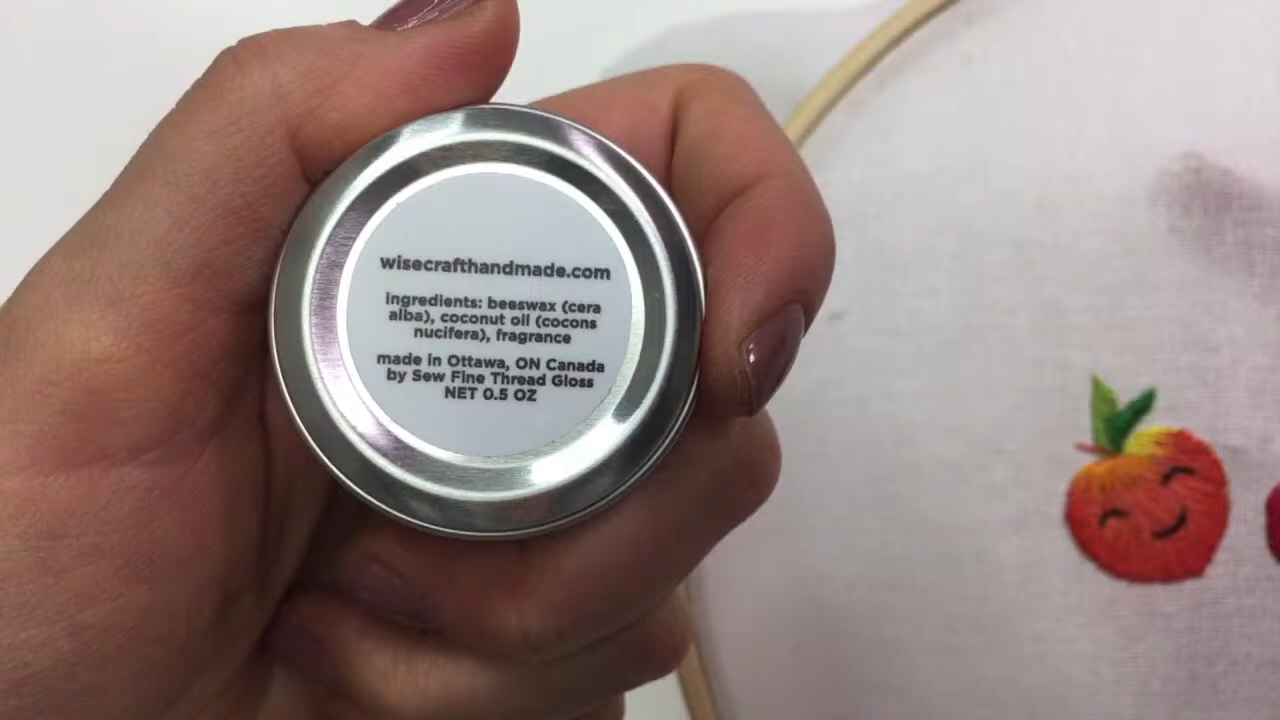 wisecrafthandmade.com
ingredients: beeswax (cera
alba), coconut oil (cocons
nucifera), fragrance
made in Ottawa, ON Canada
by Sew Fine Thread Gloss
NET 0.5 OZ